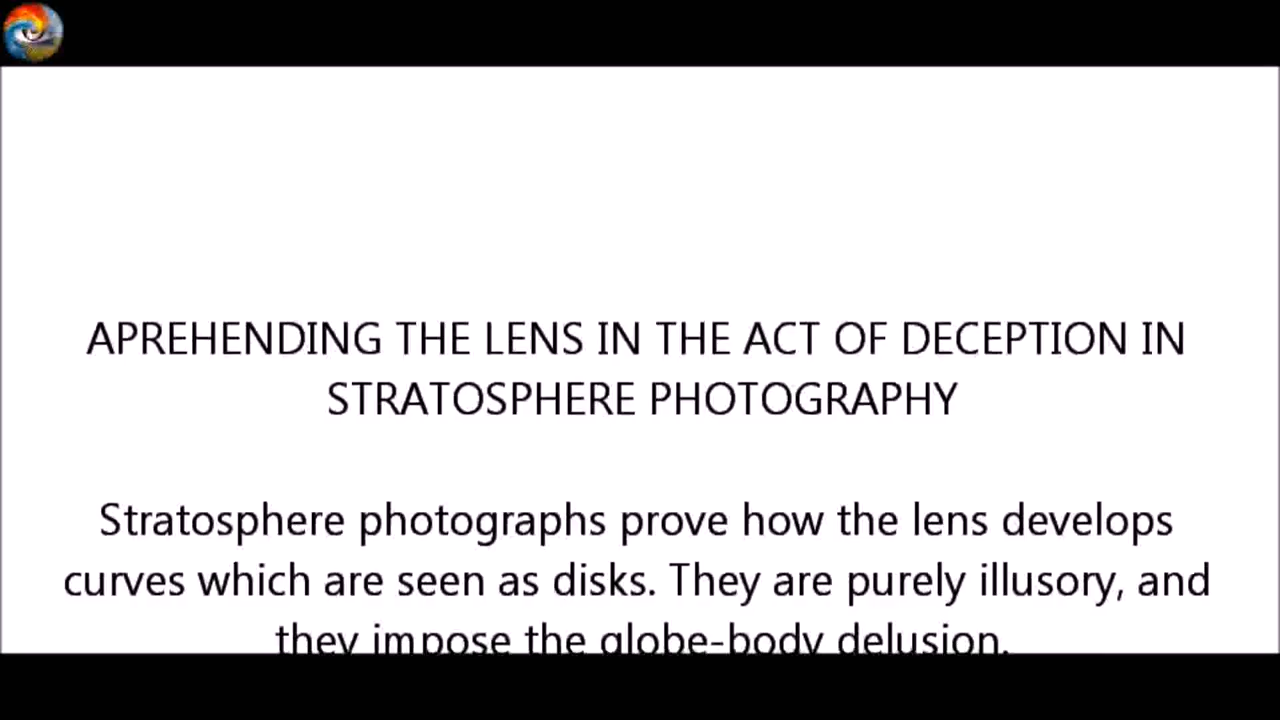 APREHENDING THE LENS IN THE ACT OF DECEPTION IN
STRATOSPHERE PHOTOGRAPHY
Stratosphere photographs prove how the lens develops
curves which are seen as disks. They are purely illusory, and
they impose the globe-body delusion.